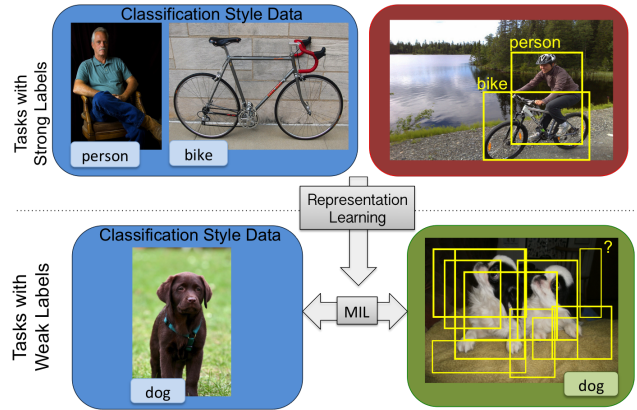 Classification Style Data
Tasks with
Strong Labels
person
bike
person
bike
Representation
Learning
Classification Style Data
Tasks with
Weak Labels
dog
MIL
?
dog